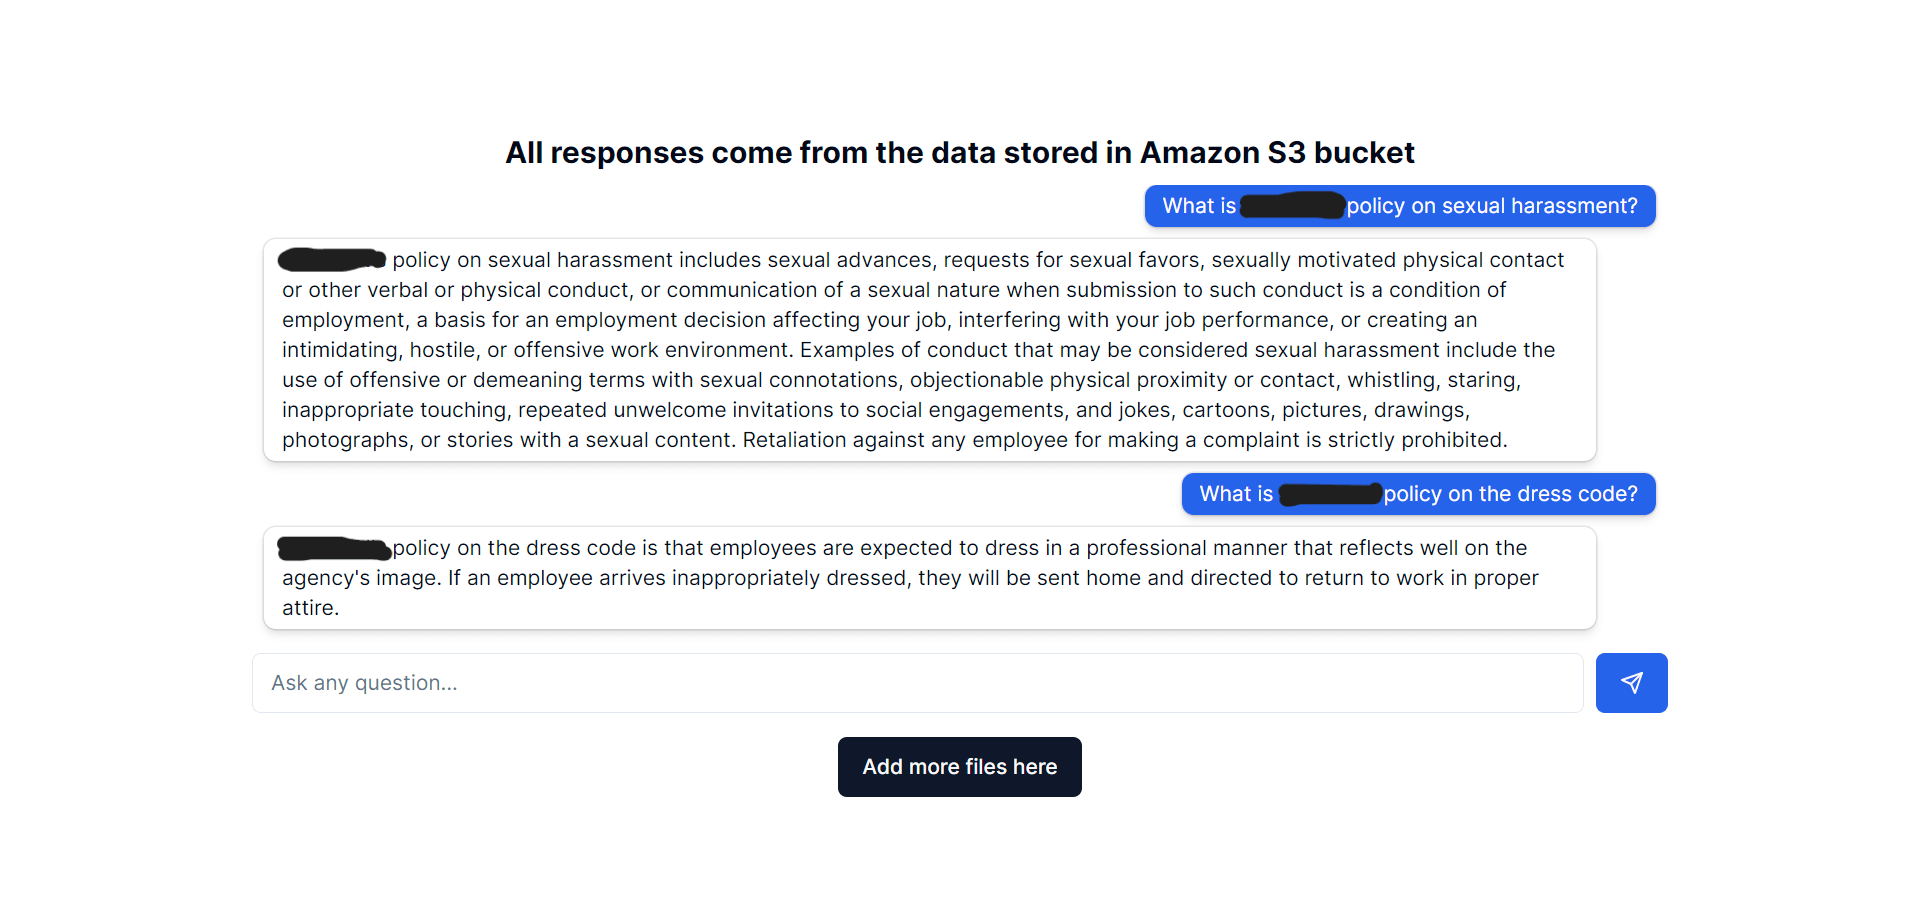 All responses come from the data stored in Amazon S3 bucket
What is policy on sexual harassment?
policy on sexual harassment includes sexual advances, requests for sexual favors, sexually motivated physical contact
or other verbal or physical conduct, or communication of a sexual nature when submission to such conduct is a condition of
employment, a basis for an employment decision affecting your job, interfering with your job performance, or creating an
intimidating, hostile, or offensive work environment. Examples of conduct that may be considered sexual harassment include the
use of offensive or demeaning terms with sexual connotations, objectionable physical proximity or contact, whistling, staring,
inappropriate touching, repeated unwelcome invitations to social engagements, and jokes, cartoons, pictures, drawings,
photographs, or stories with a sexual content. Retaliation against any employee for making a complaint is strictly prohibited.
What is policy on the dress code?
policy on the dress code is that employees are expected to dress in a professional manner that reflects well on the
agency's image. If an employee arrives inappropriately dressed, they will be sent home and directed to return to work in proper
attire.
Ask any question...
Add more files here